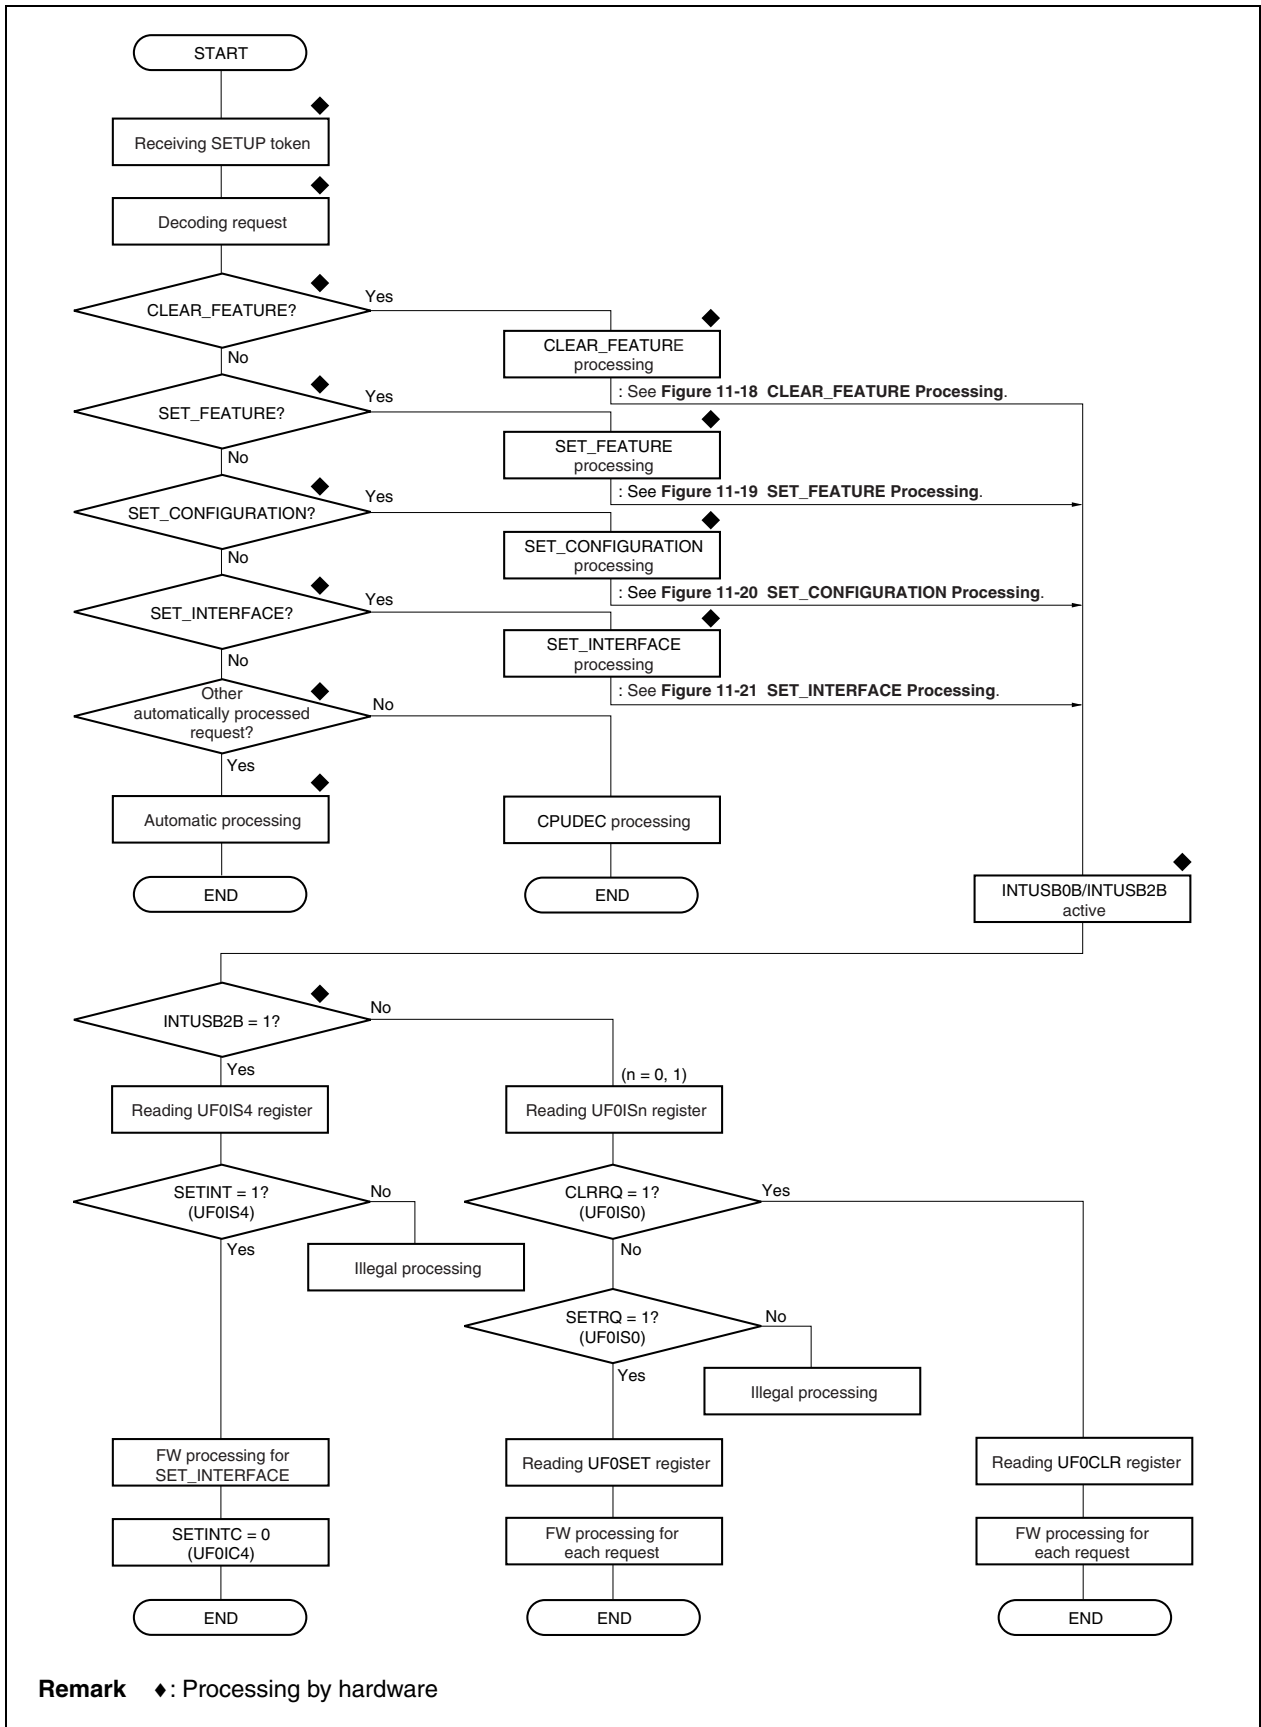 START
Receiving SETUP token
Decoding request
CLEAR_FEATURE?
Yes
No
CLEAR_FEATURE
processing
: See Figure 11-18 CLEAR_FEATURE Processing.
SET_FEATURE?
Yes
No
SET_FEATURE
processing
: See Figure 11-19 SET_FEATURE Processing.
SET_CONFIGURATION?
Yes
No
SET_CONFIGURATION
processing
: See Figure 11-20 SET_CONFIGURATION Processing.
SET_INTERFACE?
Yes
No
SET_INTERFACE
processing
: See Figure 11-21 SET_INTERFACE Processing.
Other
automatically processed
request?
No
Yes
Automatic processing
CPUDEC processing
END
END
INTUSB0B/INTUSB2B
active
INTUSB2B = 1?
No
Yes
(n = 0, 1)
Reading UF0IS4 register
Reading UF0ISn register
SETINT = 1?
(UF0IS4)
No
Yes
Illegal processing
CLRRQ = 1?
(UF0IS0)
Yes
No
SETRQ = 1?
(UF0IS0)
No
Yes
Illegal processing
FW processing for
SET_INTERFACE
Reading UF0SET register
Reading UF0CLR register
SETINTC = 0
(UF0IC4)
FW processing for
each request
FW processing for
each request
END
END
END
Remark ♦: Processing by hardware